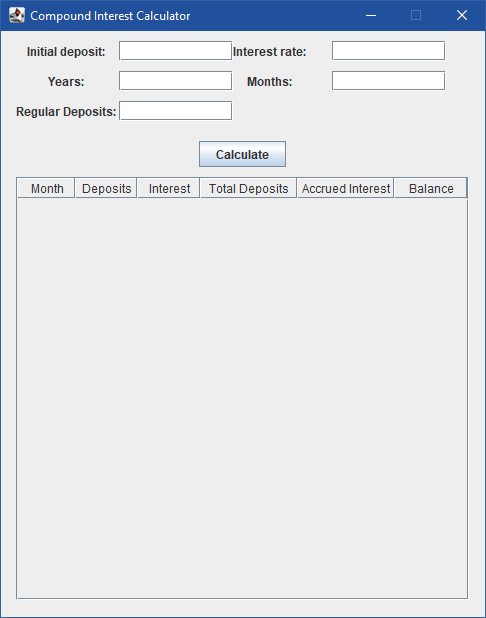 Compound Interest Calculator
Initial deposit: Interest rate:
Years: Months:
Regular Deposits:
Calculate
Month Deposits Interest Total Deposits Accrued Interest Balance